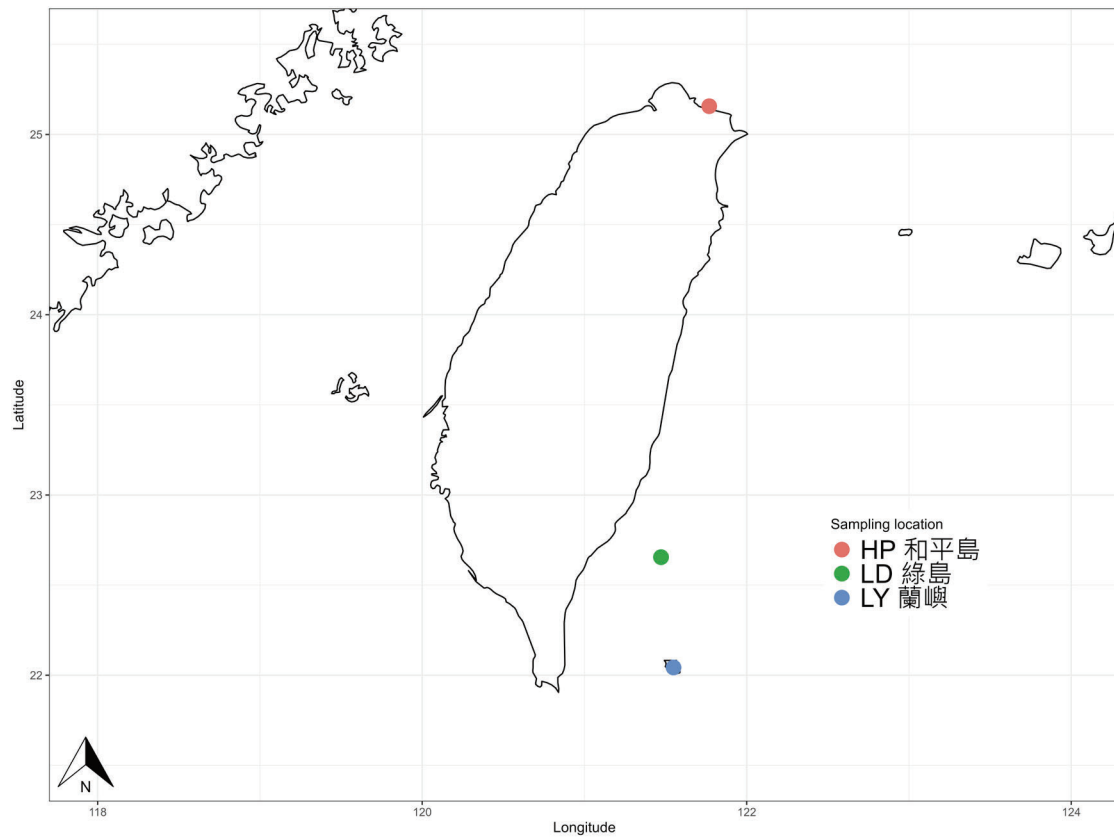 25
24
23
22
Latitude
Sampling location
HP 和平島
LD 綠島
LY 蘭嶼
N
118
120
122
124
Longitude